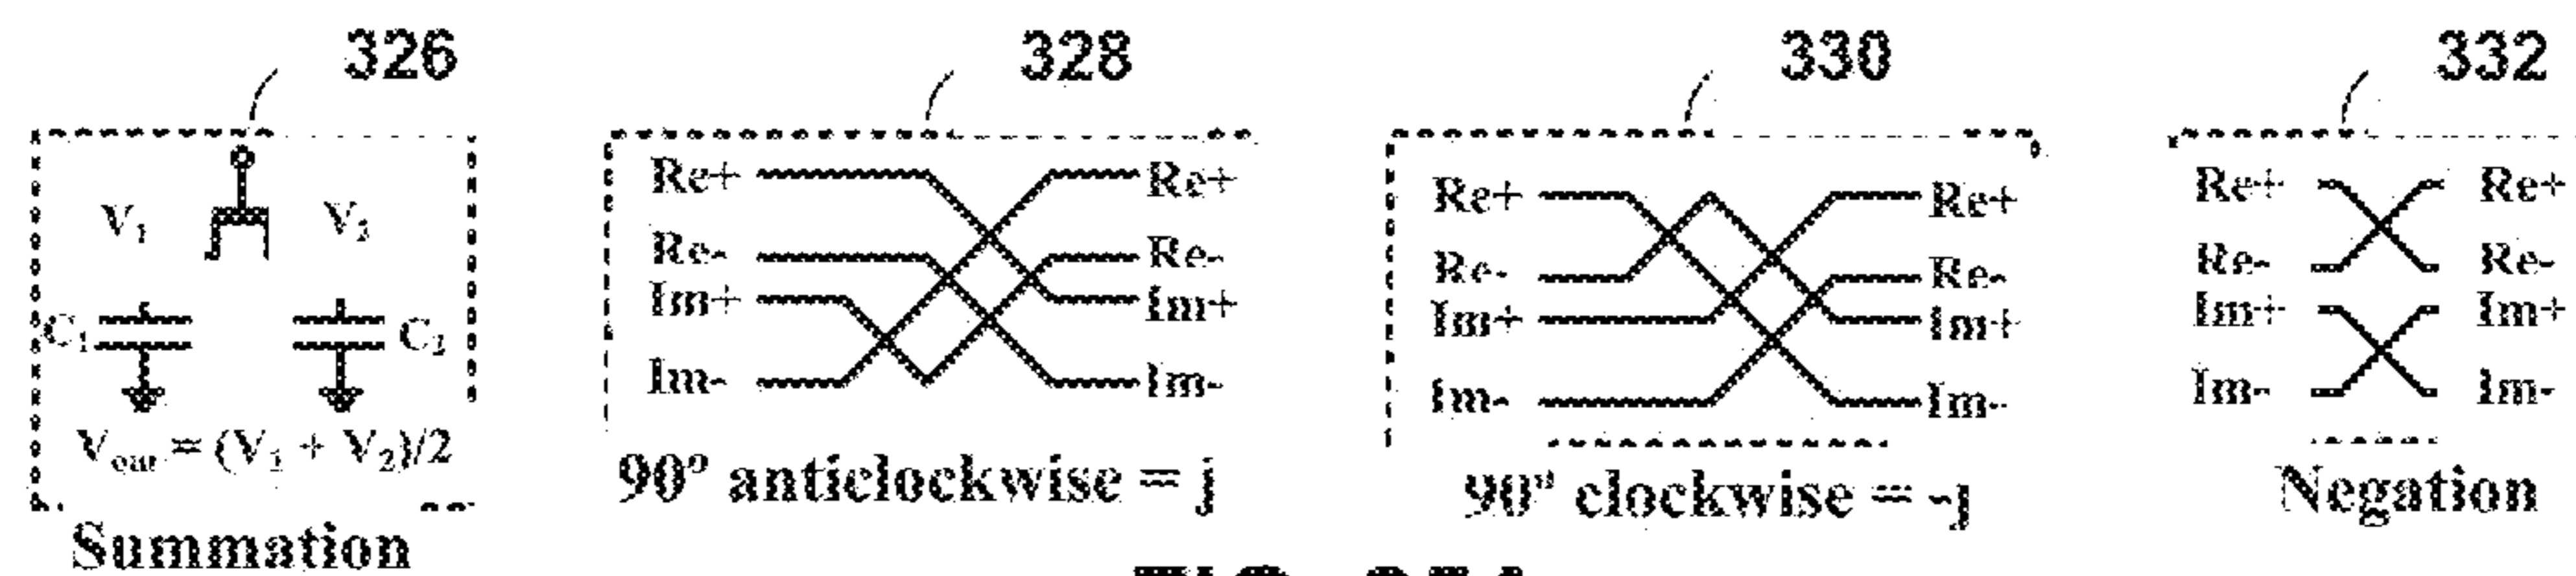 326 328 330 332
V₁ V₂
C₁ C₂
Vout = (V₁ + V₂)/2
Summation
Re+ Re+
Re- Re-
Im+ Im+
Im- Im-
90° anticlockwise = j
Re+ Re+
Re- Re-
Im+ Im+
Im- Im-
90° clockwise = -j
Re+ Re+
Re- Re-
Im+ Im+
Im- Im-
Negation